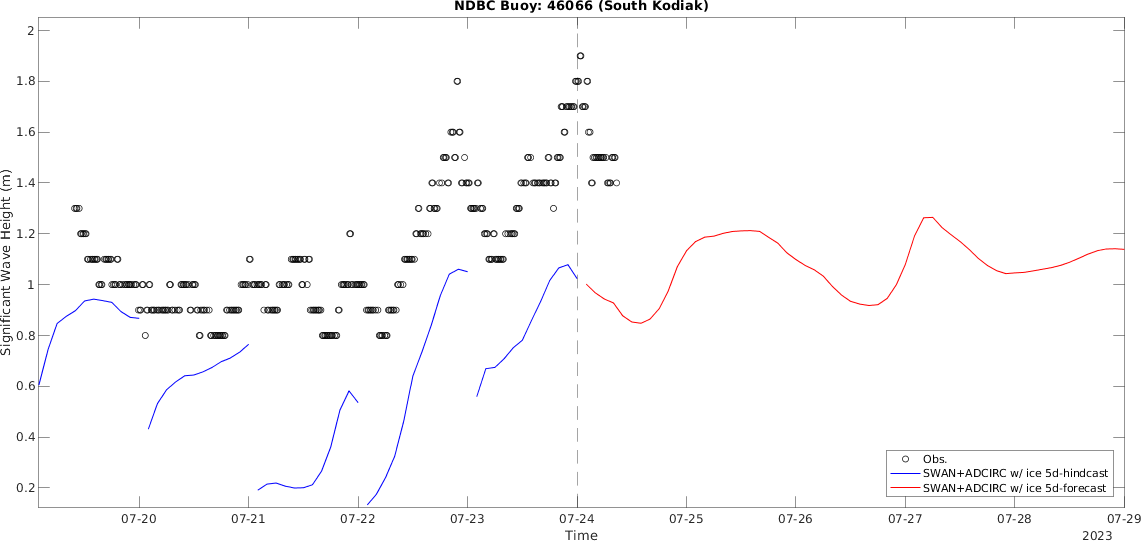 NDBC Buoy: 46066 (South Kodiak)
2
1.8
1.6
1.4
1.2
1
0.8
0.6
0.4
0.2
Significant Wave Height (m)
Obs.
SWAN+ADCIRC w/ ice 5d-hindcast
SWAN+ADCIRC w/ ice 5d-forecast
07-20 07-21 07-22 07-23 07-24 07-25 07-26 07-27 07-28 07-29
Time
2023